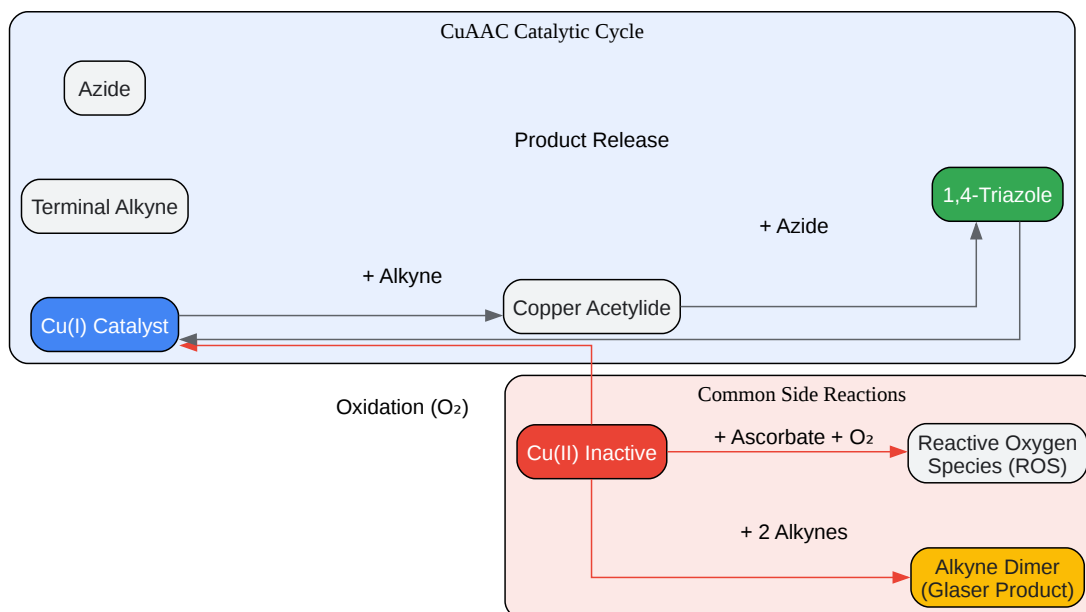 CuAAC Catalytic Cycle
Azide
Product Release
Terminal Alkyne
1,4-Triazole
+ Azide
+ Alkyne
Copper Acetylide
Cu(I) Catalyst
Common Side Reactions
Oxidation (O₂)
+ Ascorbate + O₂
Cu(II) Inactive
Reactive Oxygen
Species (ROS)
+ 2 Alkynes
Alkyne Dimer
(Glaser Product)